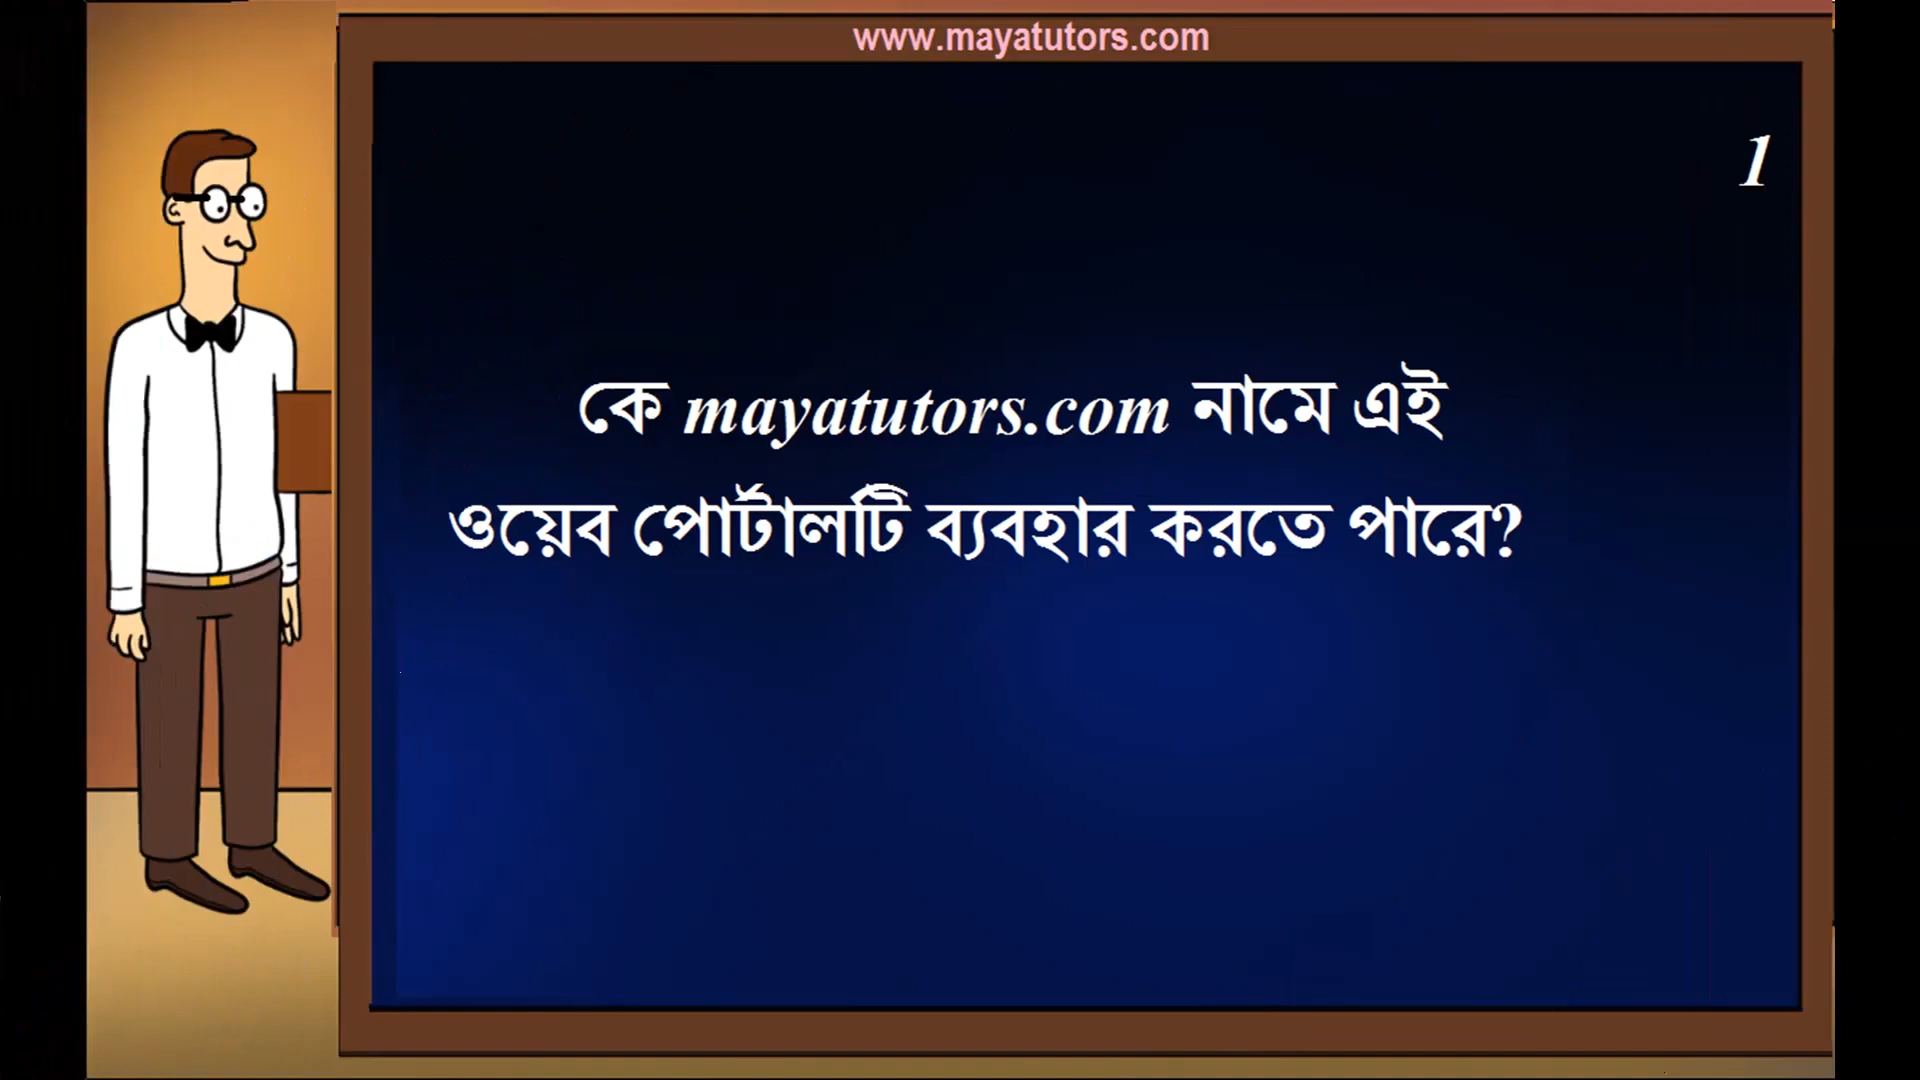 www.mayatutors.com
1
কে mayatutors.com নামে এই
ওয়েব পোর্টালটি ব্যবহার করতে পারে?